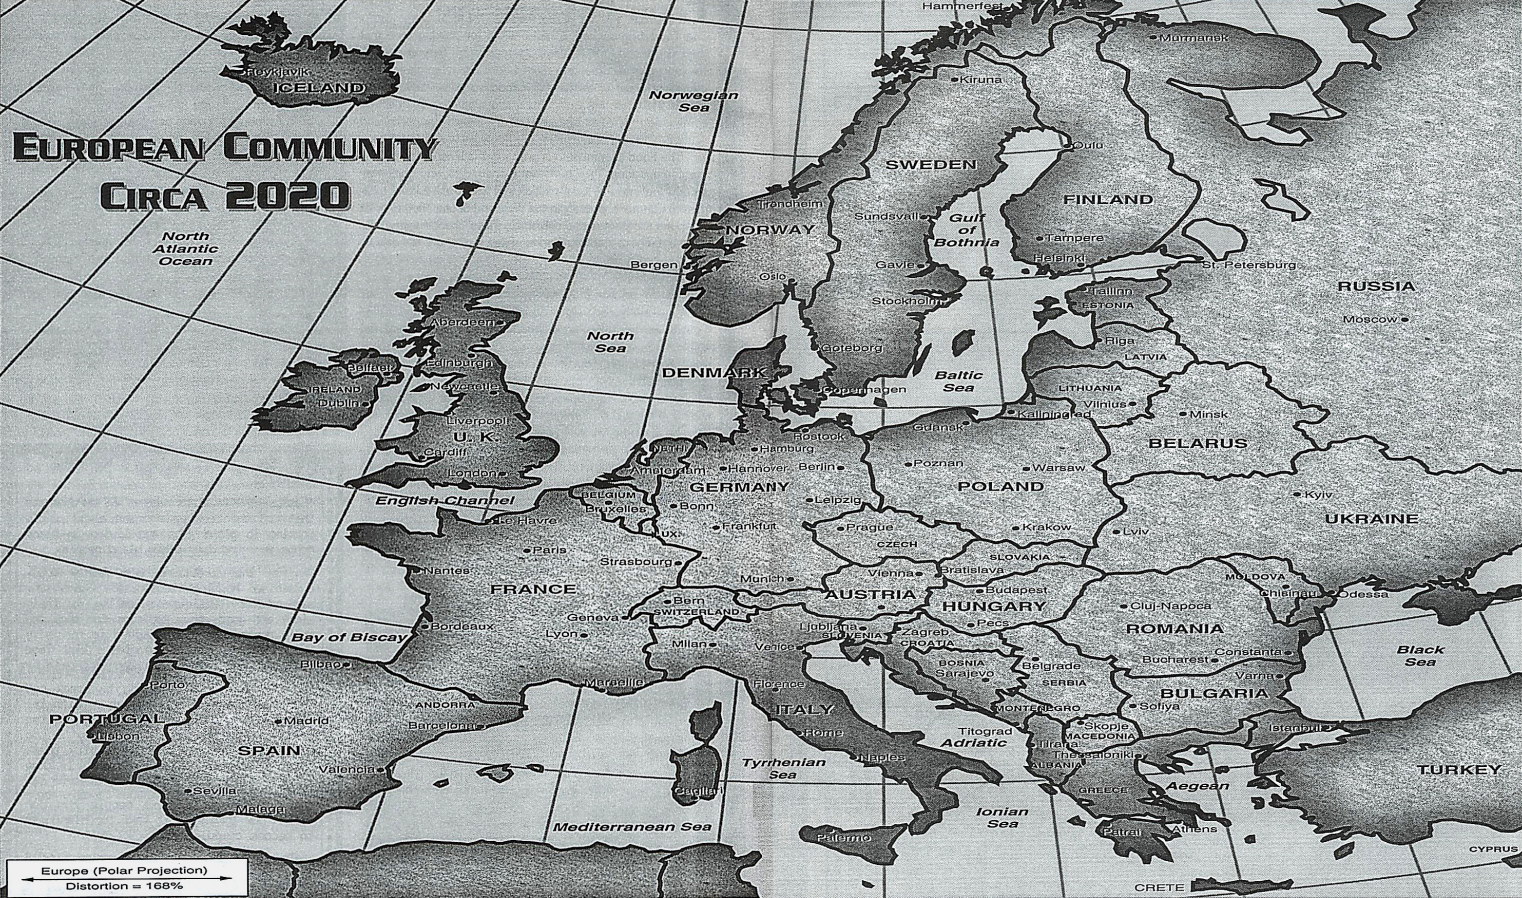 Hammerfest
Murmansk
Kiruna
Reykjavik
ICELAND
Norwegian
Sea
EUROPEAN COMMUNITY
CIRCA 2020
Oulu
SWEDEN
FINLAND
Trondheim
NORWAY
Sundsvall
Gulf
of
Bothnia
Tampere
Helsinki
North
Atlantic
Ocean
Bergen
Oslo
Gavle
Stockholm
St. Petersburg
RUSSIA
Moscow
Tallinn
ESTONIA
Aberdeen
Edinburgh
North
Sea
Goteborg
Riga
LATVIA
Belfast
Newcastle
IRELAND
Dublin
DENMARK
Copenhagen
Baltic
Sea
LITHUANIA
Vilnius
Kaliningrad
Minsk
BELARUS
Liverpool
U. K.
Cardiff
London
English Channel
Gdansk
Rostock
Hamburg
NETH.
Amsterdam
Hannover
Berlin
GERMANY
Poznan
Warsaw
POLAND
BELGIUM
Bruxelles
Bonn
Leipzig
Kyiv
UKRAINE
Le Havre
LUX.
Frankfurt
Prague
CZECH
Krakow
Lviv
Paris
Strasbourg
SLOVAKIA
Nantes
FRANCE
Munich
Vienna
Bratislava
AUSTRIA
Budapest
HUNGARY
MOLDOVA
Chisinau
Odessa
Bern
SWITZERLAND
Geneva
Cluj-Napoca
ROMANIA
Bordeaux
Bay of Biscay
Lyon
Milan
Venice
Ljubljana
SLOVENIA
Pecs
Zagreb
CROATIA
BOSNIA
Sarajevo
Belgrade
SERBIA
Bucharest
Constanta
Black
Sea
Varna
BULGARIA
Sofiya
Bilbao
Marseille
Florence
ITALY
Porto
PORTUGAL
Lisbon
ANDORRA
Barcelona
Madrid
SPAIN
MONTENEGRO
Titograd
Adriatic
Skopje
MACEDONIA
Tirana
ALBANIA
Thessaloniki
Istanbul
TURKEY
Rome
Naples
Valencia
Tyrrhenian
Sea
Sevilla
Malaga
Mediterranean Sea
Ionian
Sea
GREECE
Aegean
Palermo
Patrai
Athens
CYPRUS
CRETE
Europe (Polar Projection)
Distortion = 168%